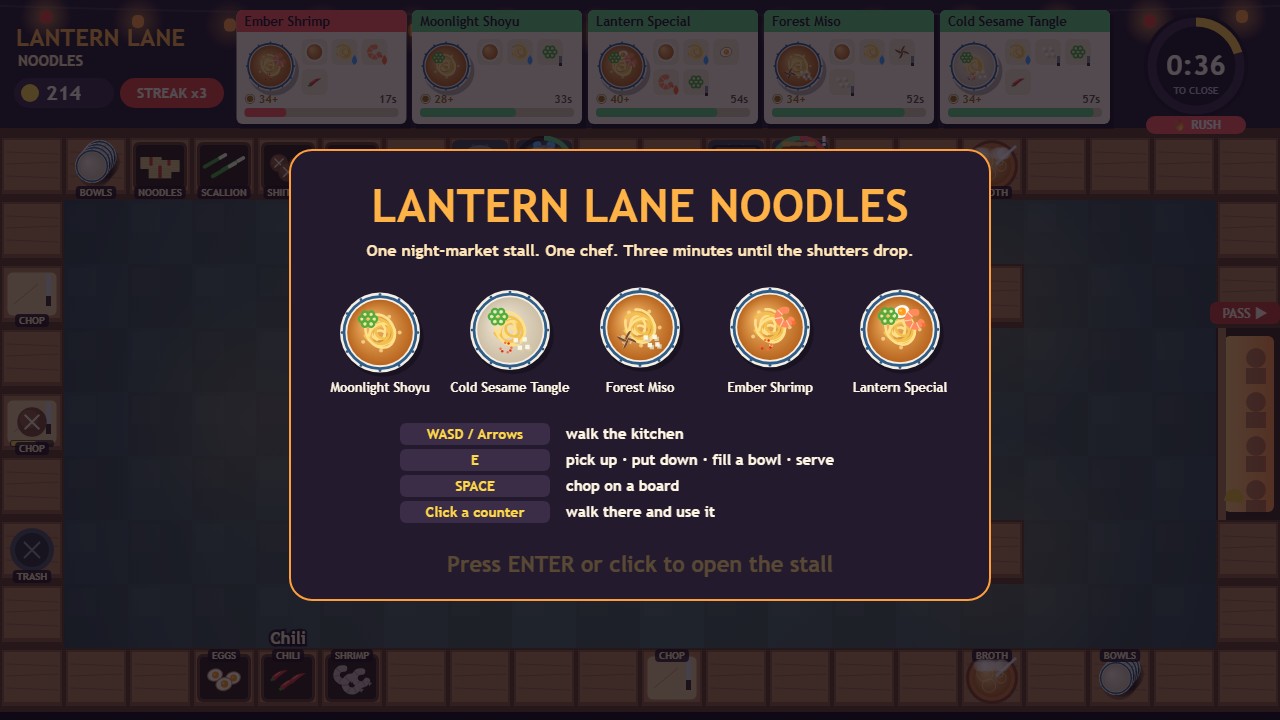 LANTERN LANE
NOODLES
214
STREAK x3
Ember Shrimp
34+
17s
Moonlight Shoyu
28+
33s
Lantern Special
40+
54s
Forest Miso
34+
52s
Cold Sesame Tangle
34+
57s
0:36
TO CLOSE
RUSH
BOWLS
NOODLES
SCALLION
CHOP
CHOP
TRASH
PASS
LANTERN LANE NOODLES
One night-market stall. One chef. Three minutes until the shutters drop.
Moonlight Shoyu
Cold Sesame Tangle
Forest Miso
Ember Shrimp
Lantern Special
WASD / Arrows
walk the kitchen
E
pick up · put down · fill a bowl · serve
SPACE
chop on a board
Click a counter
walk there and use it
Press ENTER or click to open the stall
Chili
EGGS
CHILI
SHRIMP
CHOP
BROTH
BOWLS